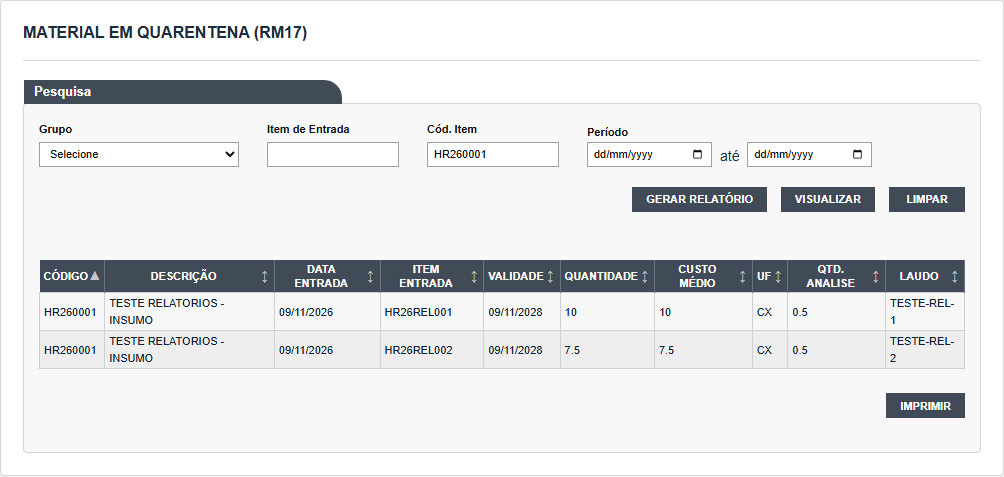 MATERIAL EM QUARENTENA (RM17)
Pesquisa
Grupo Item de Entrada Cód. Item Período
Selecione HR260001 dd/mm/yyyy até dd/mm/yyyy
GERAR RELATÓRIO VISUALIZAR LIMPAR
CÓDIGO DESCRIÇÃO DATA ENTRADA ITEM ENTRADA VALIDADE QUANTIDADE CUSTO MÉDIO UF QTD. ANALISE LAUDO
HR260001 TESTE RELATORIOS - INSUMO 09/11/2026 HR26REL001 09/11/2028 10 10 CX 0.5 TESTE-REL-1
HR260001 TESTE RELATORIOS - INSUMO 09/11/2026 HR26REL002 09/11/2028 7.5 7.5 CX 0.5 TESTE-REL-2
IMPRIMIR